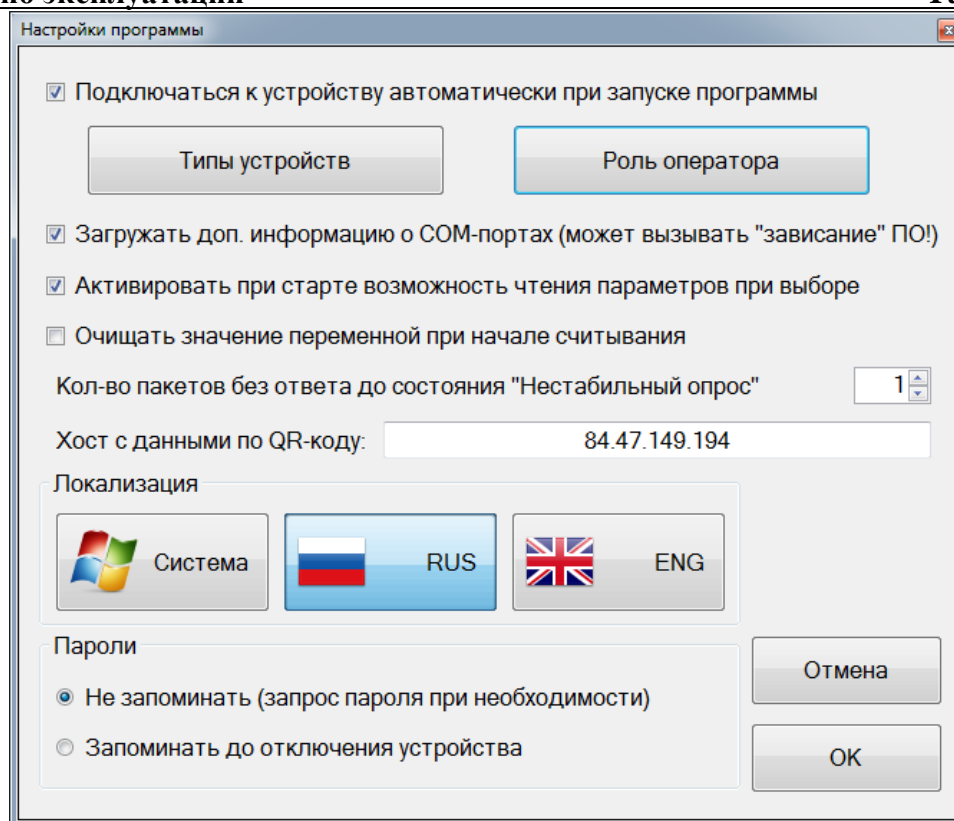 Настройки программы
Подключаться к устройству автоматически при запуске программы
Типы устройств
Роль оператора
Загружать доп. информацию о COM-портах (может вызывать "зависание" ПО!)
Активировать при старте возможность чтения параметров при выборе
Очищать значение переменной при начале считывания
Кол-во пакетов без ответа до состояния "Нестабильный опрос"
1
Хост с данными по QR-коду:
84.47.149.194
Локализация
Система
RUS
ENG
Пароли
Не запоминать (запрос пароля при необходимости)
Запоминать до отключения устройства
Отмена
OK